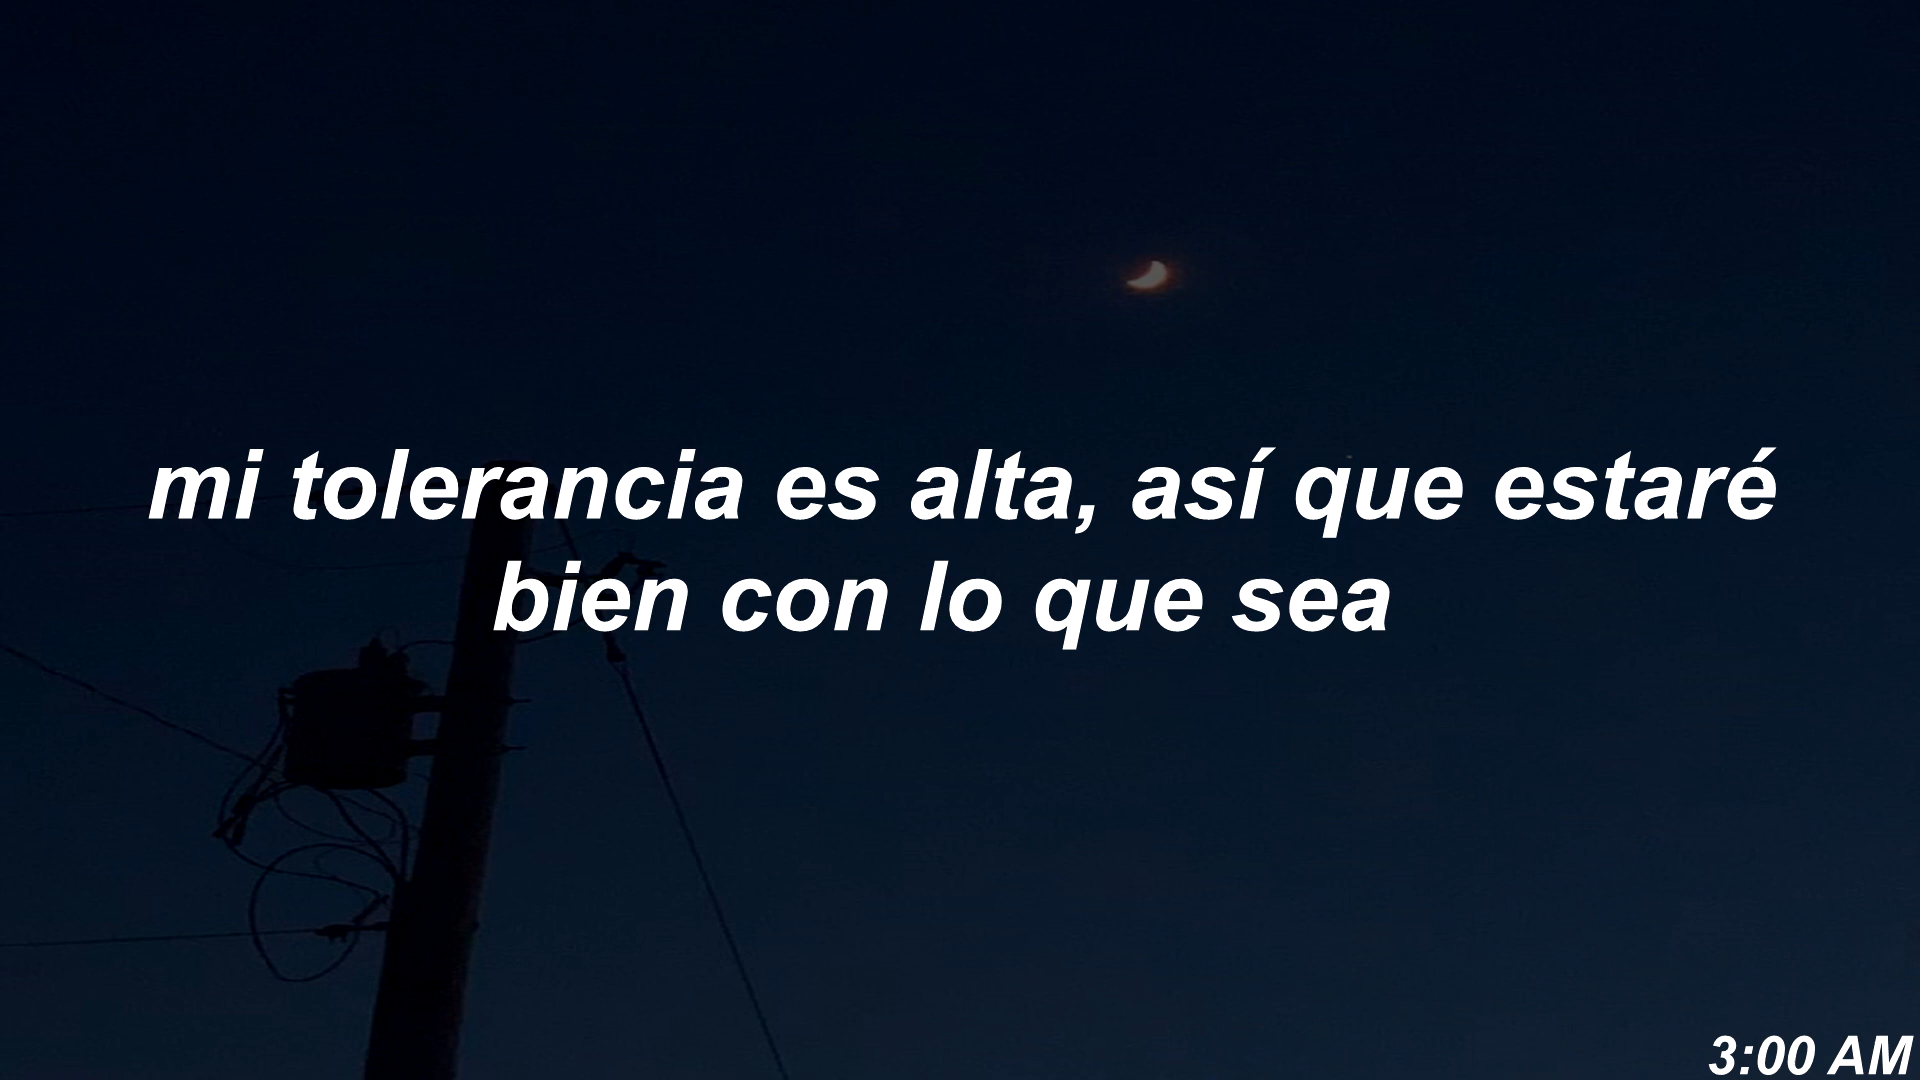 mi tolerancia es alta, así que estaré
bien con lo que sea
3:00 AM